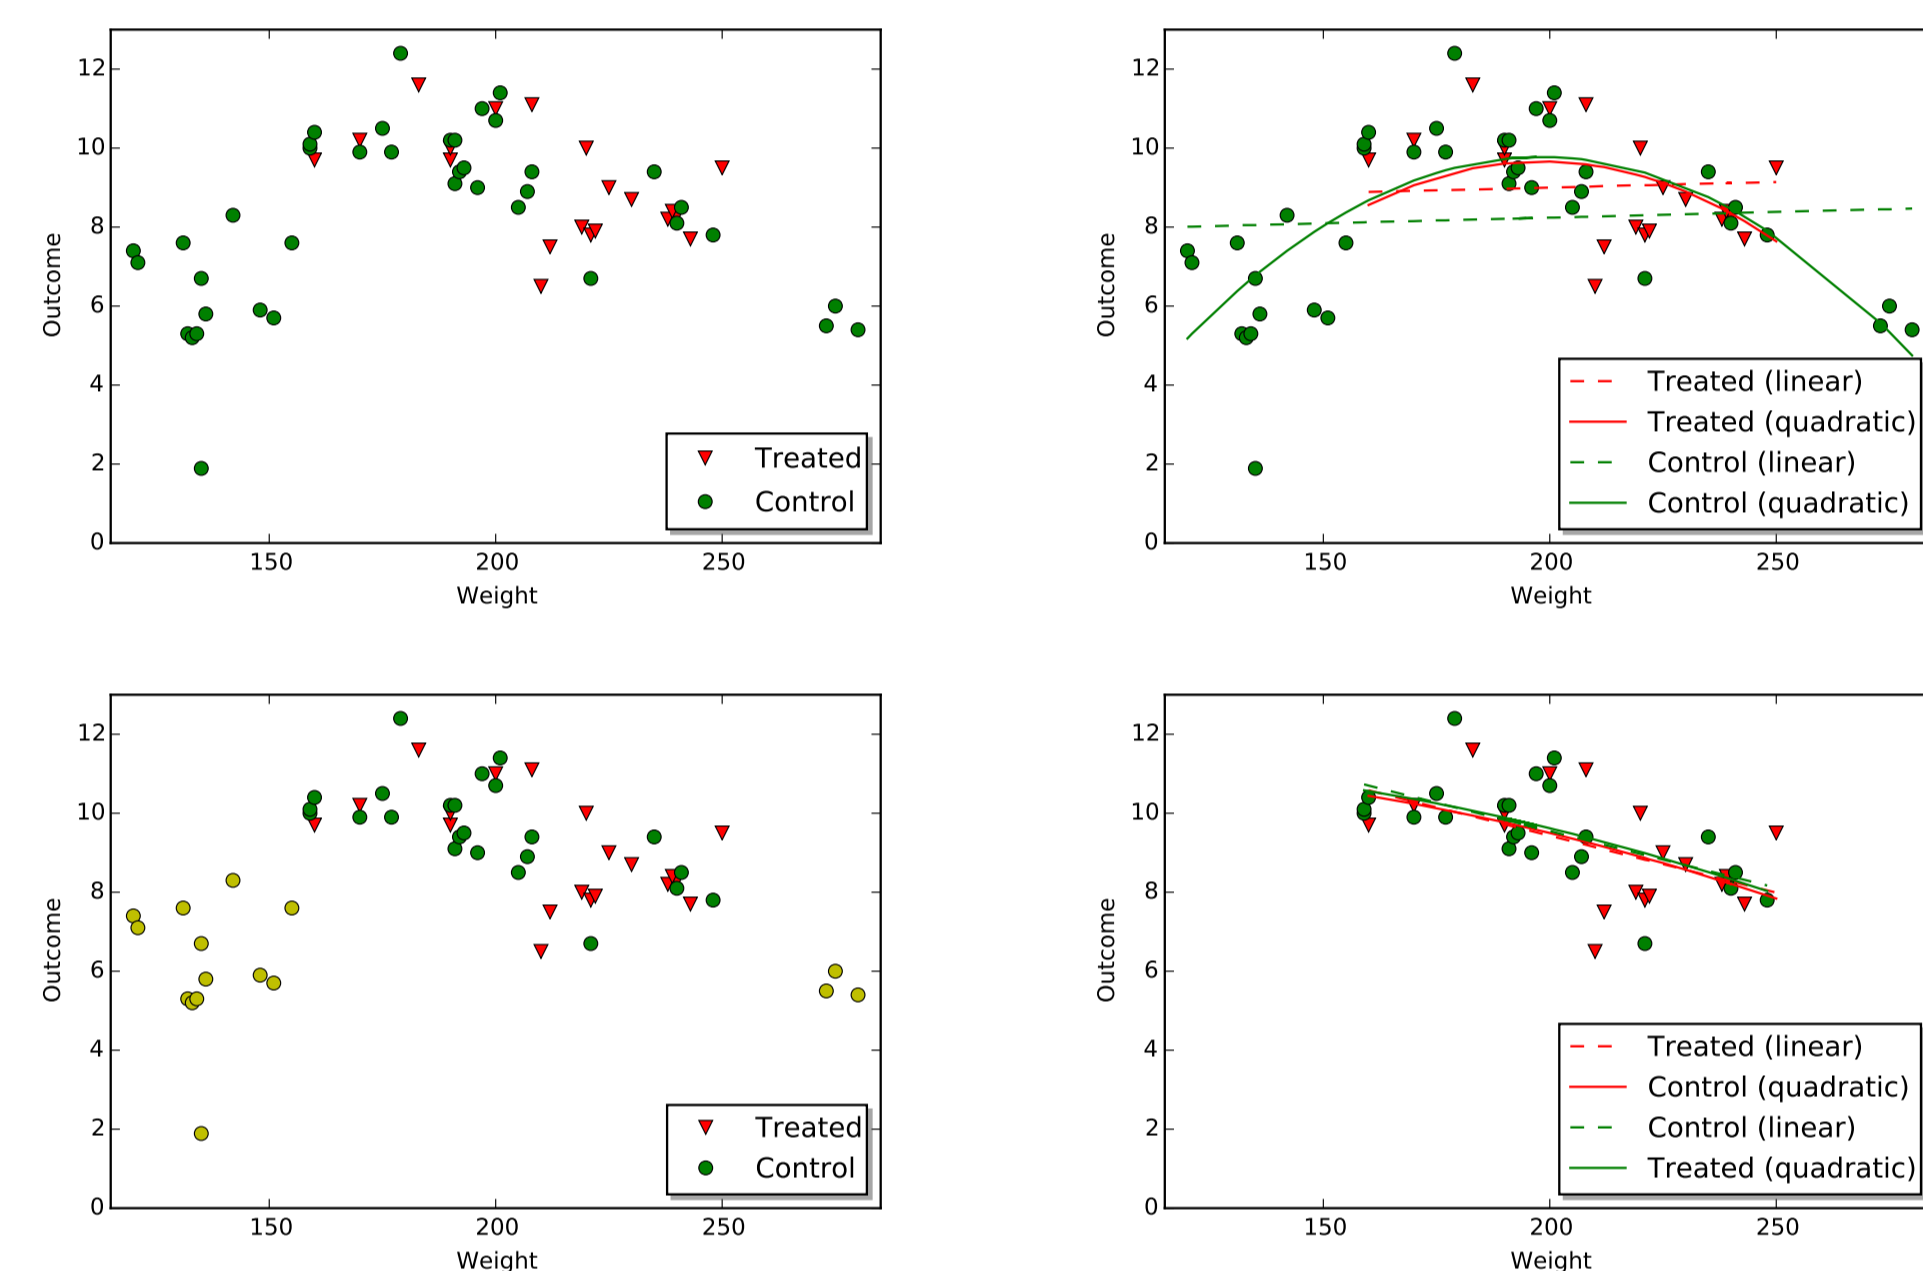 12
10
8
6
4
2
0
Outcome
150
200
250
Weight
Treated
Control
12
10
8
6
4
2
0
Outcome
150
200
250
Weight
Treated (linear)
Treated (quadratic)
Control (linear)
Control (quadratic)
12
10
8
6
4
2
0
Outcome
150
200
250
Weight
Treated
Control
12
10
8
6
4
2
0
Outcome
150
200
250
Weight
Treated (linear)
Control (quadratic)
Control (linear)
Treated (quadratic)